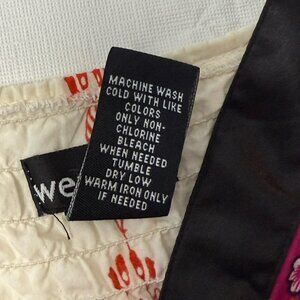 MACHINE WASH
COLD WITH LIKE
COLORS
ONLY NON-
CHLORINE
BLEACH
WHEN NEEDED
TUMBLE
DRY LOW
WARM IRON ONLY
IF NEEDED
we